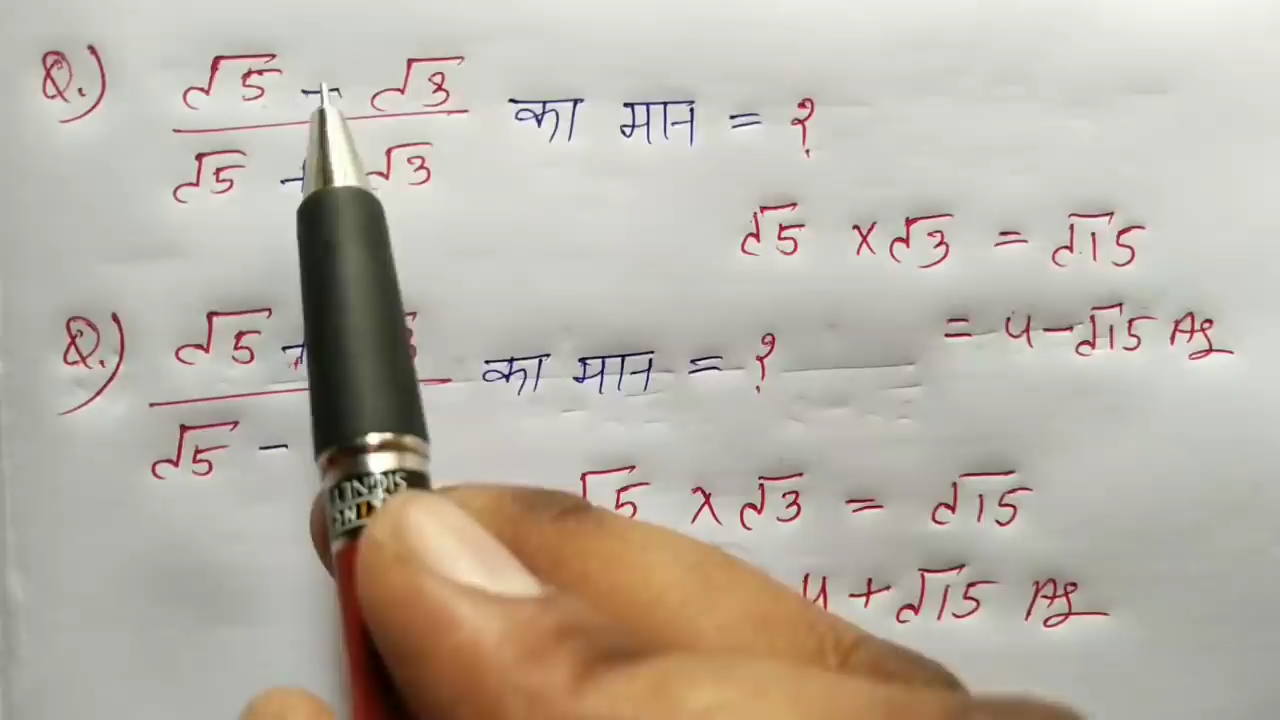 Q.) √5 - √3 का मान = ?
√5 + √3
√5 × √3 = √15
= 4 - √15 Ag
Q.) √5 + का मान = ?
√5 -
√5 × √3 = √15
4 + √15 Ag